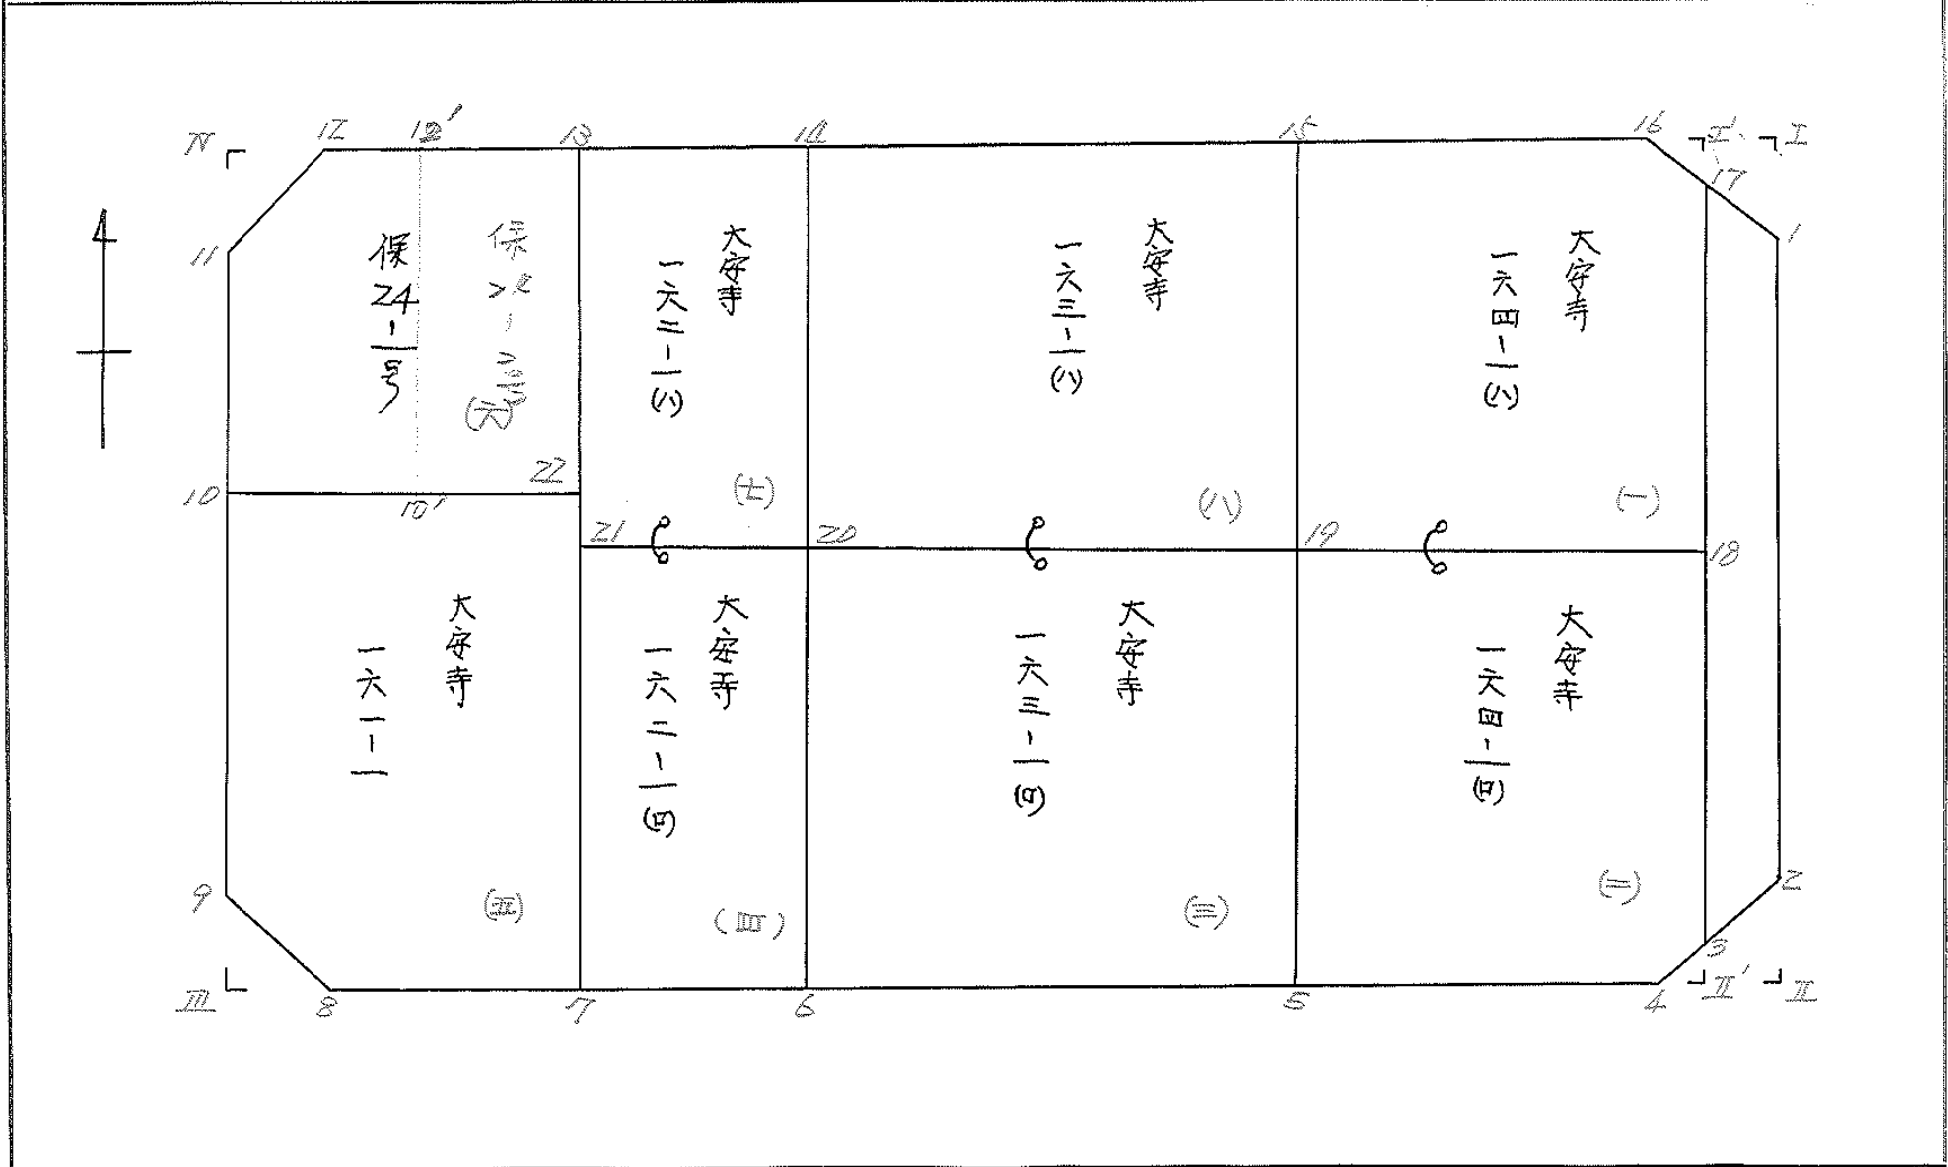 IV
12
12'
13
14
15
16
I'
I
17
1
11
保24-1号
大安寺
一六二-一(ハ)
大安寺
一六三-一(ハ)
大安寺
一六四-一(ハ)
(七)
(八)
(一)
10
10'
22
21
20
19
18
大安寺
一六一-一
大安寺
一六二-一(ロ)
大安寺
一六三-一(ロ)
大安寺
一六四-一(ロ)
(五)
(四)
(三)
(二)
9
2
3
III
8
7
6
5
4
II'
II